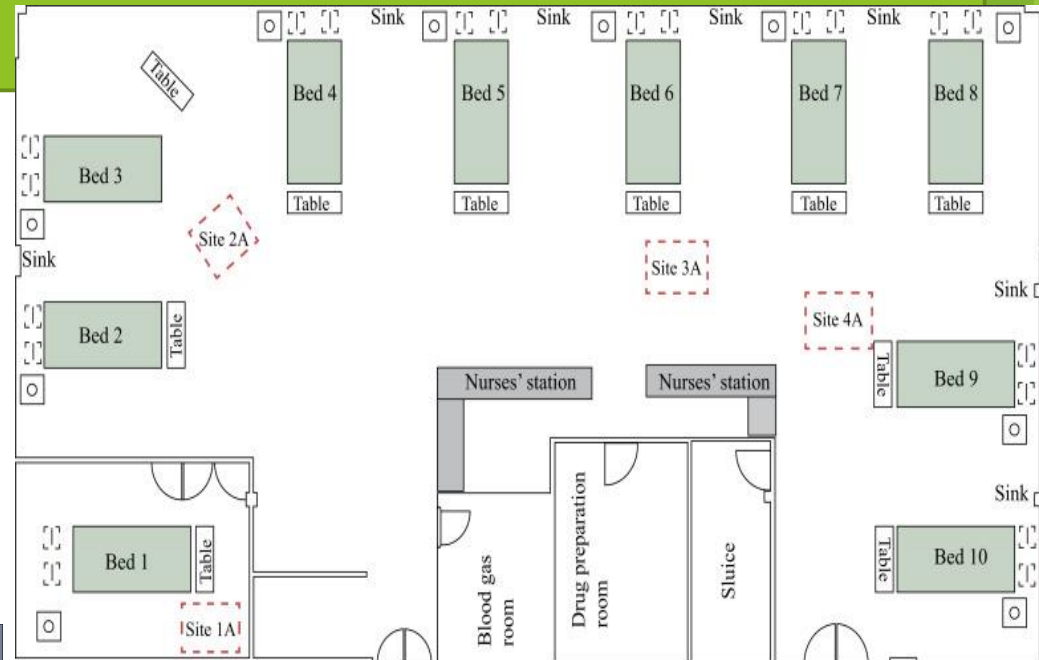 Sink
Sink
Sink
Sink
Table
Bed 4
Bed 5
Bed 6
Bed 7
Bed 8
Bed 3
Table
Table
Table
Table
Table
Site 2A
Sink
Site 3A
Sink
Site 4A
Bed 2
Table
Nurses' station
Nurses' station
Table
Bed 9
Sink
Bed 1
Table
Blood gas
room
Drug preparation
room
Sluice
Table
Bed 10
Site 1A